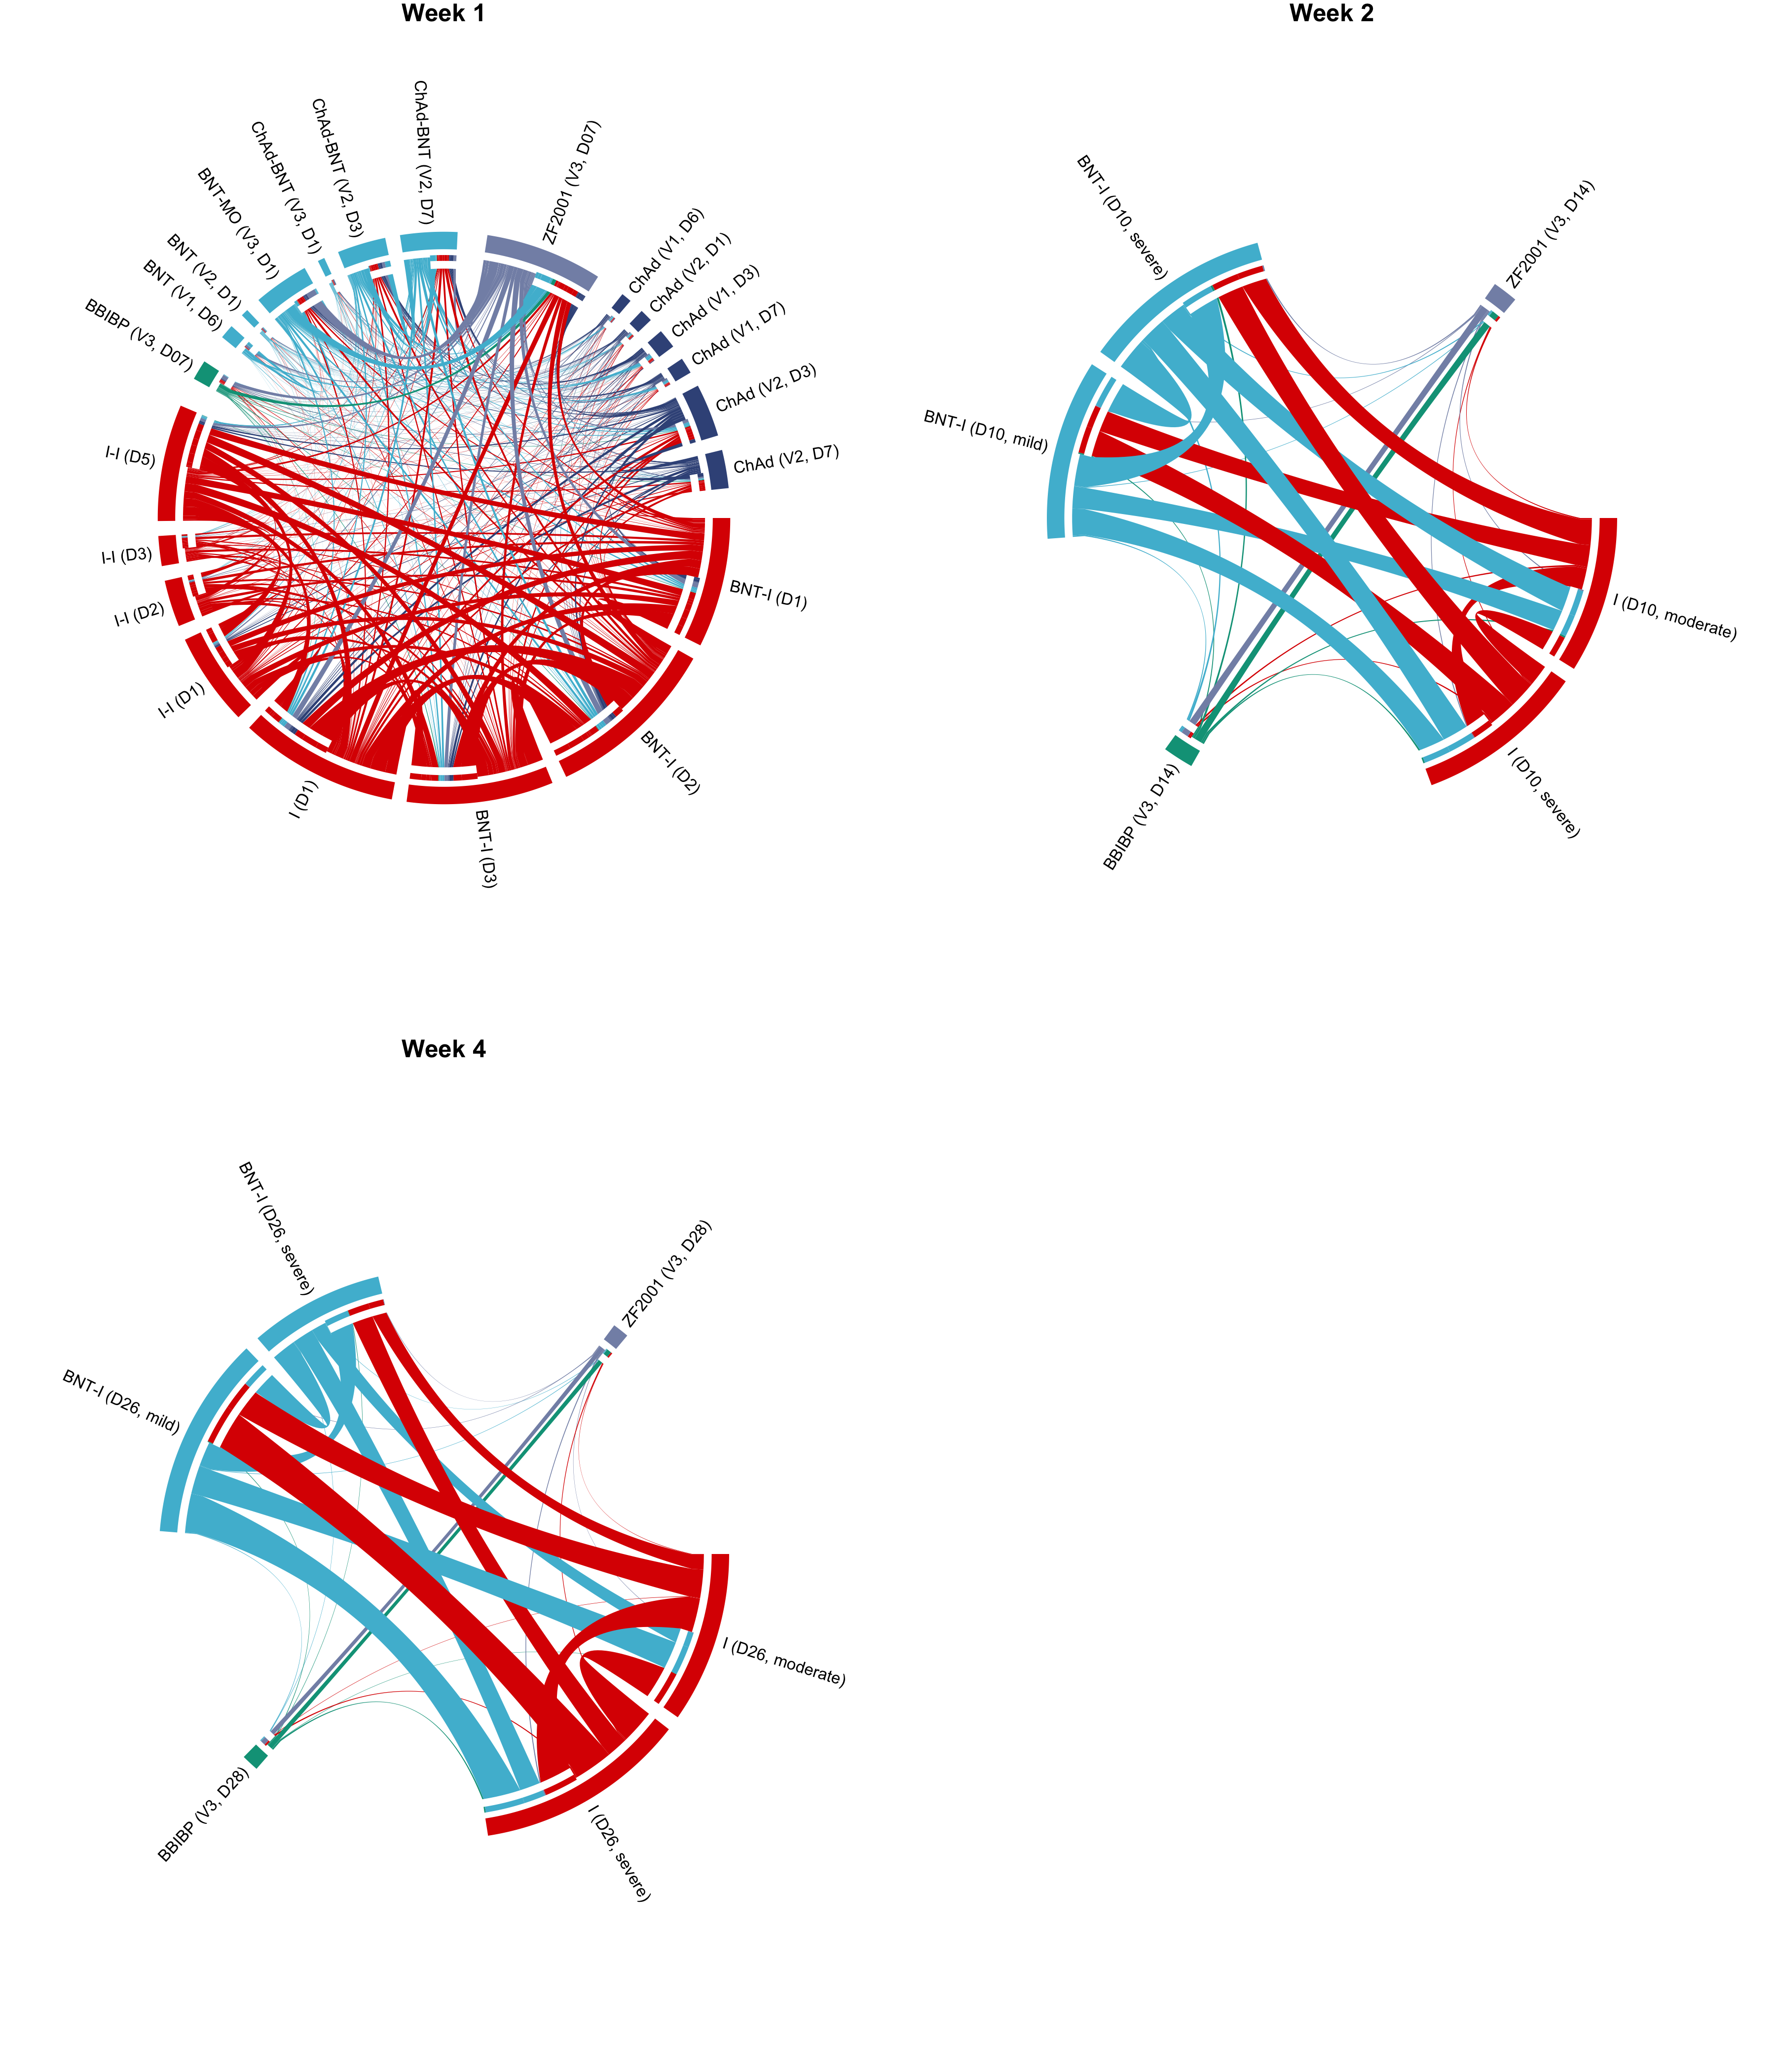 Week 1
ChAd-BNT (V2, D7)
ChAd-BNT (V2, D3)
ChAd-BNT (V3, D1)
BNT-MO (V3, D1)
BNT (V2, D1)
BNT (V1, D6)
BBIBP (V3, D07)
ZF2001 (V3, D07)
ChAd (V1, D6)
ChAd (V2, D1)
ChAd (V1, D3)
ChAd (V1, D7)
ChAd (V2, D3)
ChAd (V2, D7)
I-I (D5)
I-I (D3)
I-I (D2)
I-I (D1)
I (D1)
BNT-I (D3)
BNT-I (D2)
BNT-I (D1)
Week 2
BNT-I (D10, severe)
ZF2001 (V3, D14)
BNT-I (D10, mild)
I (D10, moderate)
I (D10, severe)
BBIBP (V3, D14)
Week 4
BNT-I (D26, severe)
ZF2001 (V3, D28)
BNT-I (D26, mild)
I (D26, moderate)
I (D26, severe)
BBIBP (V3, D28)